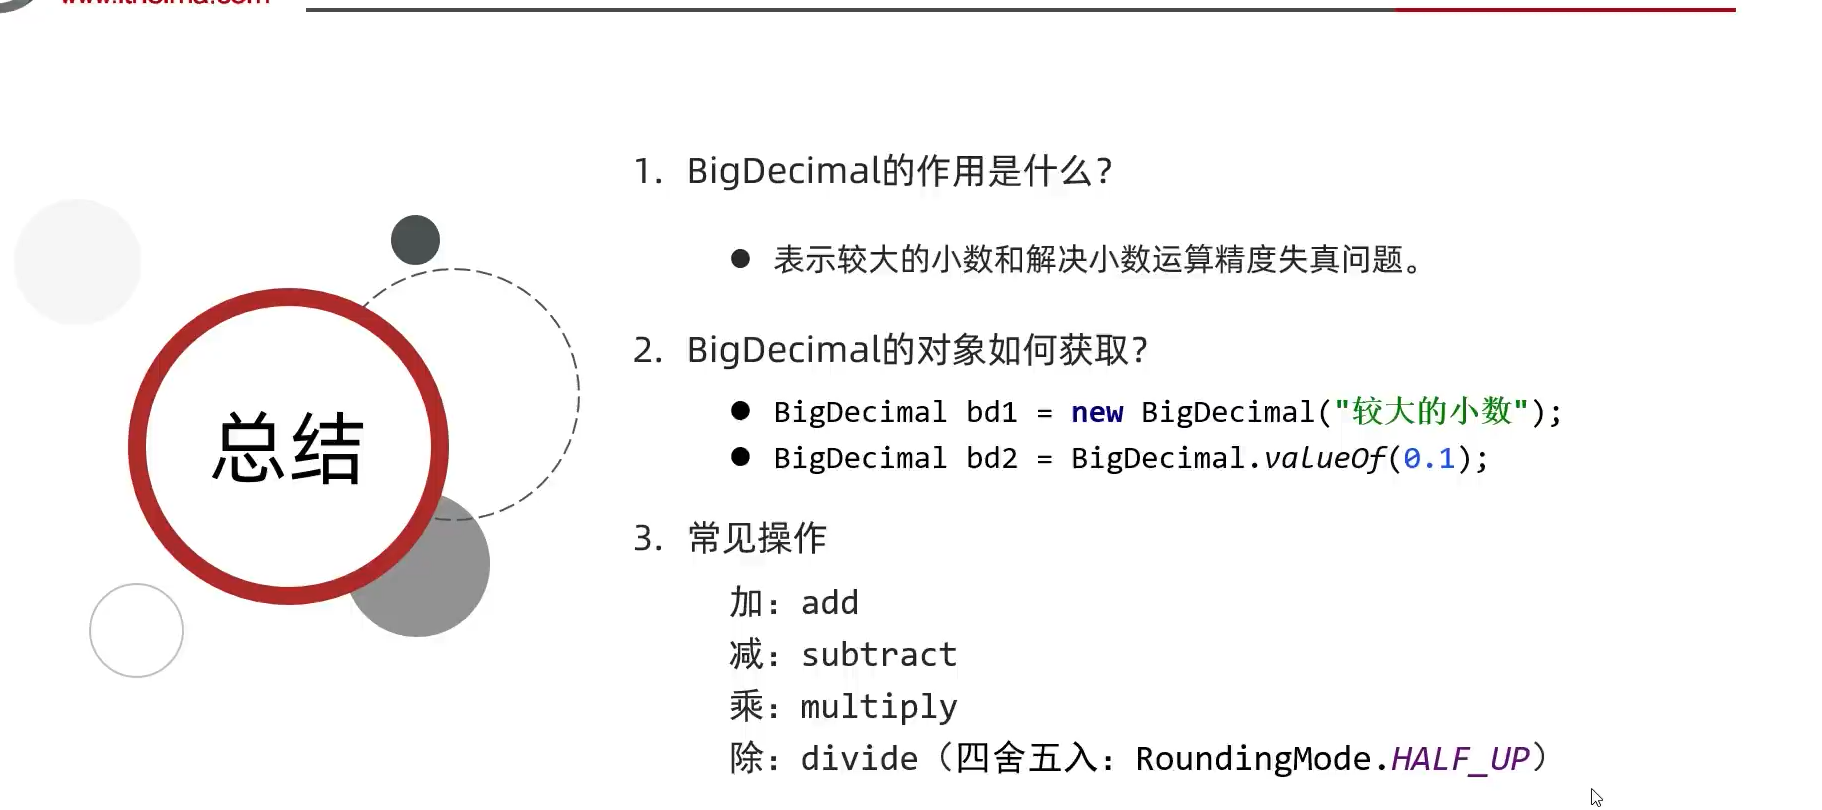 总结
1. BigDecimal的作用是什么？
● 表示较大的小数和解决小数运算精度失真问题。
2. BigDecimal的对象如何获取？
● BigDecimal bd1 = new BigDecimal("较大的小数");
● BigDecimal bd2 = BigDecimal.valueOf(0.1);
3. 常见操作
加：add
减：subtract
乘：multiply
除：divide（四舍五入：RoundingMode.HALF_UP）